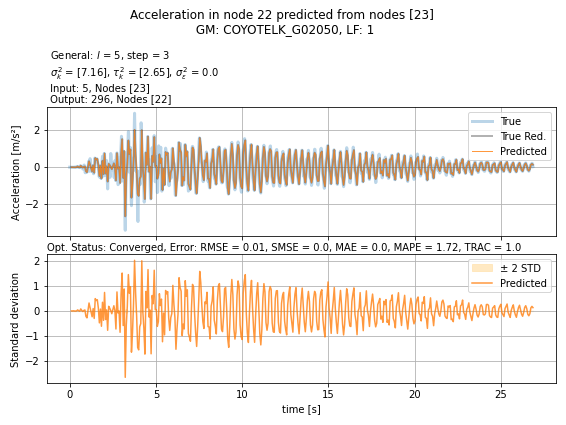 Acceleration in node 22 predicted from nodes [23]
GM: COYOTELK_G02050, LF: 1
General: l = 5, step = 3
σ²ₖ = [7.16], τ²ₖ = [2.65], σ²ε = 0.0
Input: 5, Nodes [23]
Output: 296, Nodes [22]
Acceleration [m/s²]
2
0
−2
True
True Red.
Predicted
Opt. Status: Converged, Error: RMSE = 0.01, SMSE = 0.0, MAE = 0.0, MAPE = 1.72, TRAC = 1.0
Standard deviation
2
1
0
−1
−2
± 2 STD
Predicted
0 5 10 15 20 25
time [s]